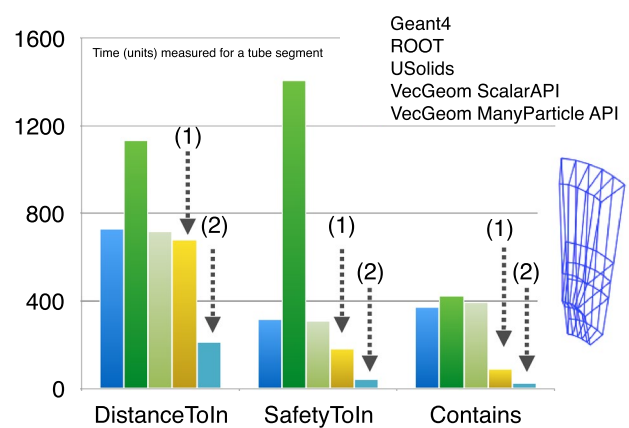 1600
Time (units) measured for a tube segment
Geant4
ROOT
USolids
VecGeom ScalarAPI
VecGeom ManyParticle API
1200
(1)
800
(2)
(1)
(1)
(2)
(2)
400
0
DistanceToIn
SafetyToIn
Contains